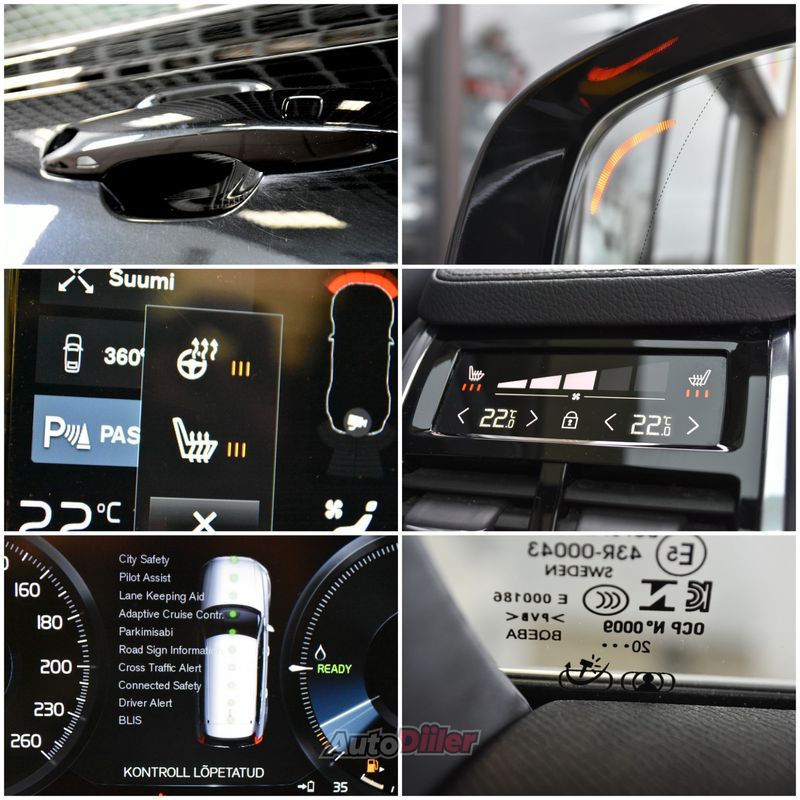 Suumi
360°
PAS
22°C
22.0°C
22.0°C
160
180
200
230
260
City Safety
Pilot Assist
Lane Keeping Aid
Adaptive Cruise Contr.
Parkimisabi
Road Sign Information
Cross Traffic Alert
Connected Safety
Driver Alert
BLIS
READY
KONTROLL LÕPETATUD
35
AutoDiiler
43R-00043 E5
SWEDEN
E 000186
>PVB<
OCP Nº 0009
BQEBA
20••••